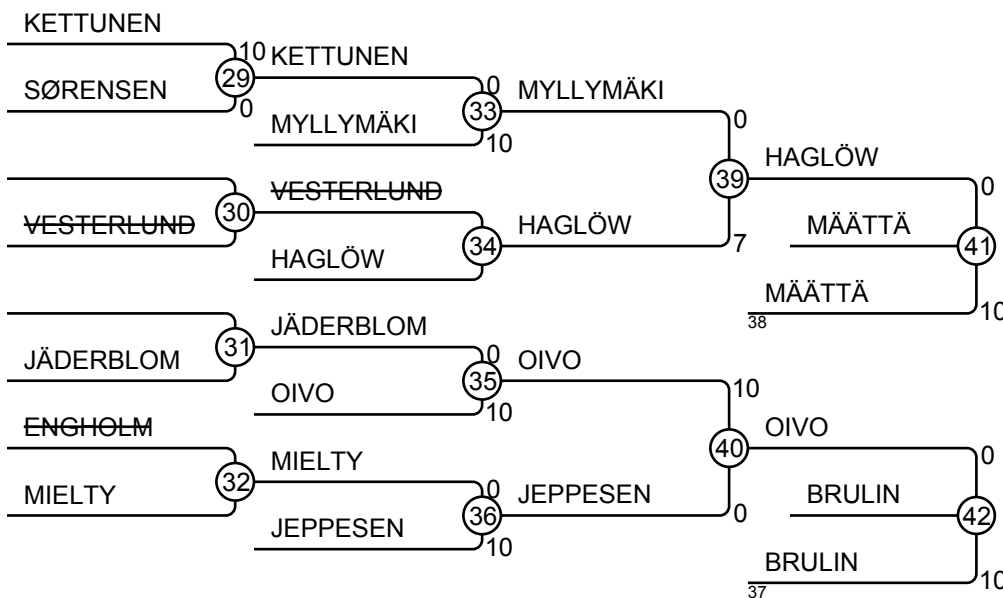 KETTUNEN
10
KETTUNEN
29
0
MYLLYMÄKI
SØRENSEN
33
0
0
MYLLYMÄKI
10
HAGLÖW
VESTERLUND
39
0
30
VESTERLUND
HAGLÖW
MÄÄTTÄ
34
7
41
HAGLÖW
MÄÄTTÄ
JÄDERBLOM
38
10
31
0
JÄDERBLOM
35
OIVO
OIVO
10
10
ENGHOLM
OIVO
40
MIELTY
0
32
0
JEPPESEN
BRULIN
MIELTY
36
0
42
JEPPESEN
10
BRULIN
37
10